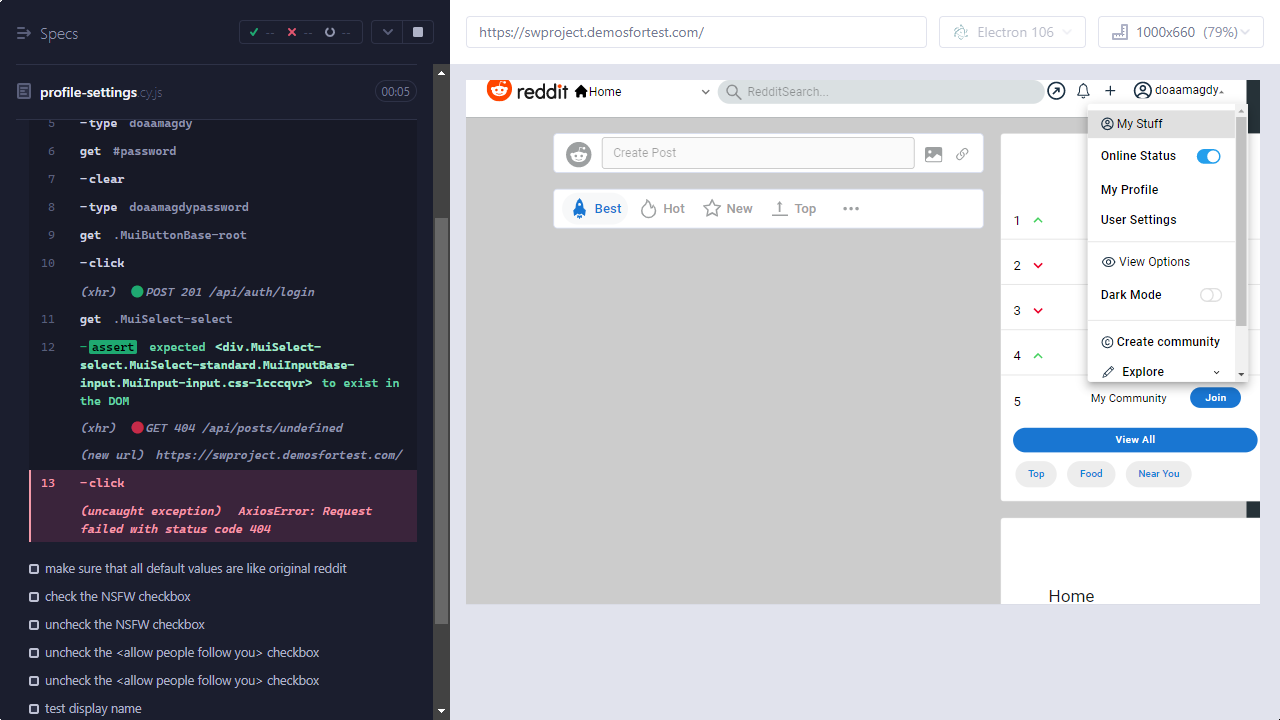 Specs
-- -- --
profile-settings.cy.js
00:05
5 -type doaamagdy
6 get #password
7 -clear
8 -type doaamagdypassword
9 get .MuiButtonBase-root
10 -click
(xhr) POST 201 /api/auth/login
11 get .MuiSelect-select
12 -assert expected <div.MuiSelect-
select.MuiSelect-standard.MuiInputBase-
input.MuiInput-input.css-1cccqvr> to exist in
the DOM
(xhr) GET 404 /api/posts/undefined
(new url) https://swproject.demosfortest.com/
13 -click
(uncaught exception) AxiosError: Request
failed with status code 404
make sure that all default values are like original reddit
check the NSFW checkbox
uncheck the NSFW checkbox
uncheck the <allow people follow you> checkbox
uncheck the <allow people follow you> checkbox
test display name
https://swproject.demosfortest.com/
Electron 106
1000x660 (79%)
reddit
Home
RedditSearch...
doaamagdy
Create Post
Best
Hot
New
Top
•••
My Stuff
Online Status
My Profile
User Settings
View Options
Dark Mode
Create community
Explore
1
2
3
4
5
My Community
Join
View All
Top
Food
Near You
Home